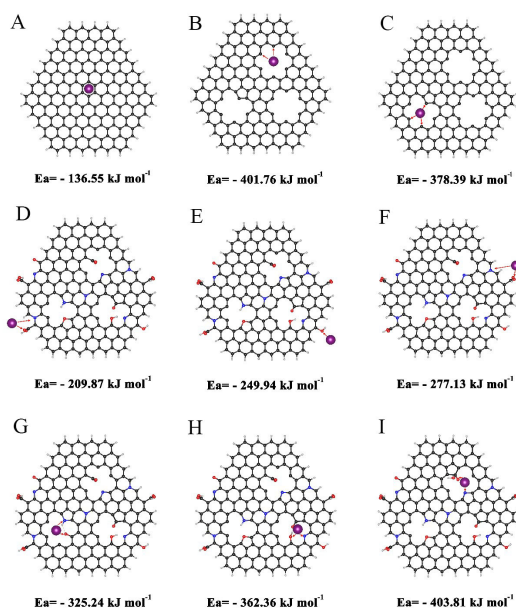 A B C
Ea= - 136.55 kJ mol⁻¹ Ea= - 401.76 kJ mol⁻¹ Ea= - 378.39 kJ mol⁻¹
D E F
Ea= - 209.87 kJ mol⁻¹ Ea= - 249.94 kJ mol⁻¹ Ea= - 277.13 kJ mol⁻¹
G H I
Ea= - 325.24 kJ mol⁻¹ Ea= - 362.36 kJ mol⁻¹ Ea= - 403.81 kJ mol⁻¹